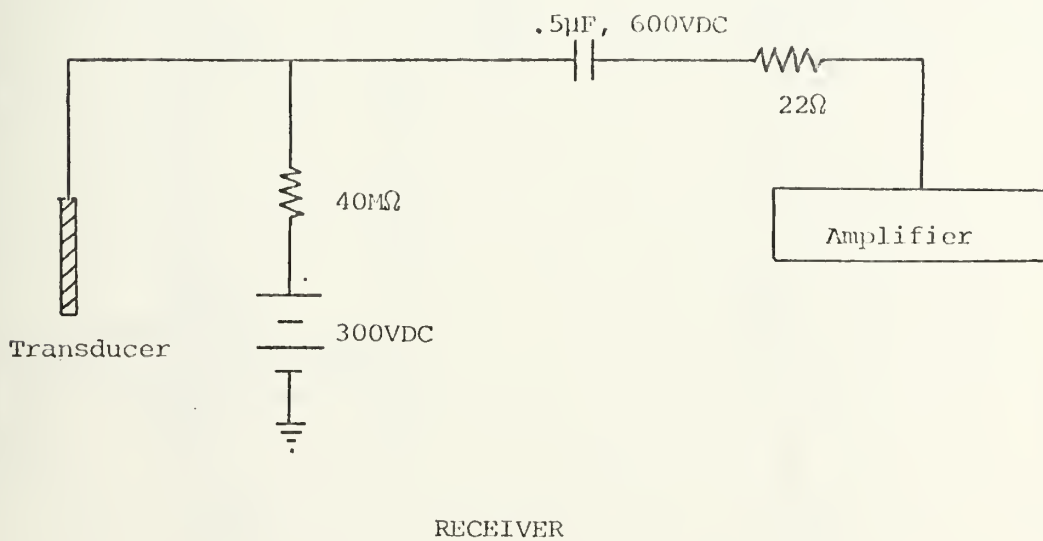 .5µF, 600VDC
22Ω
40MΩ
Amplifier
300VDC
Transducer
RECEIVER